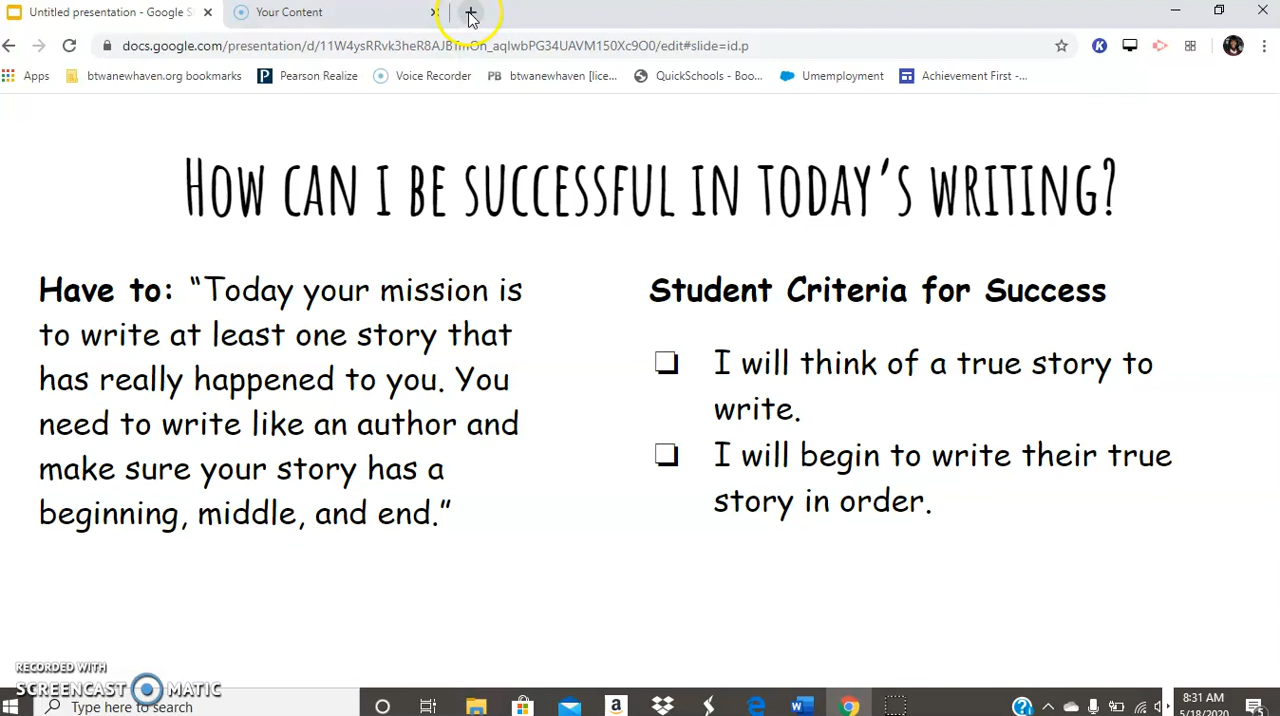 Untitled presentation - Google S
Your Content
docs.google.com/presentation/d/
Apps
btwanewhaven.org bookmarks
Pearson Realize
Voice Recorder
PB btwanewhaven [lice...
QuickSchools - Boo...
Umemployment
Achievement First -...
How can i be successful in today's writing?
Have to: "Today your mission is
to write at least one story that
has really happened to you. You
need to write like an author and
make sure your story has a
beginning, middle, and end."
Student Criteria for Success
I will think of a true story to
write.
I will begin to write their true
story in order.
RECORDED WITH
SCREENCAST MATIC
Type here to search
8:31 AM
5/18/2020